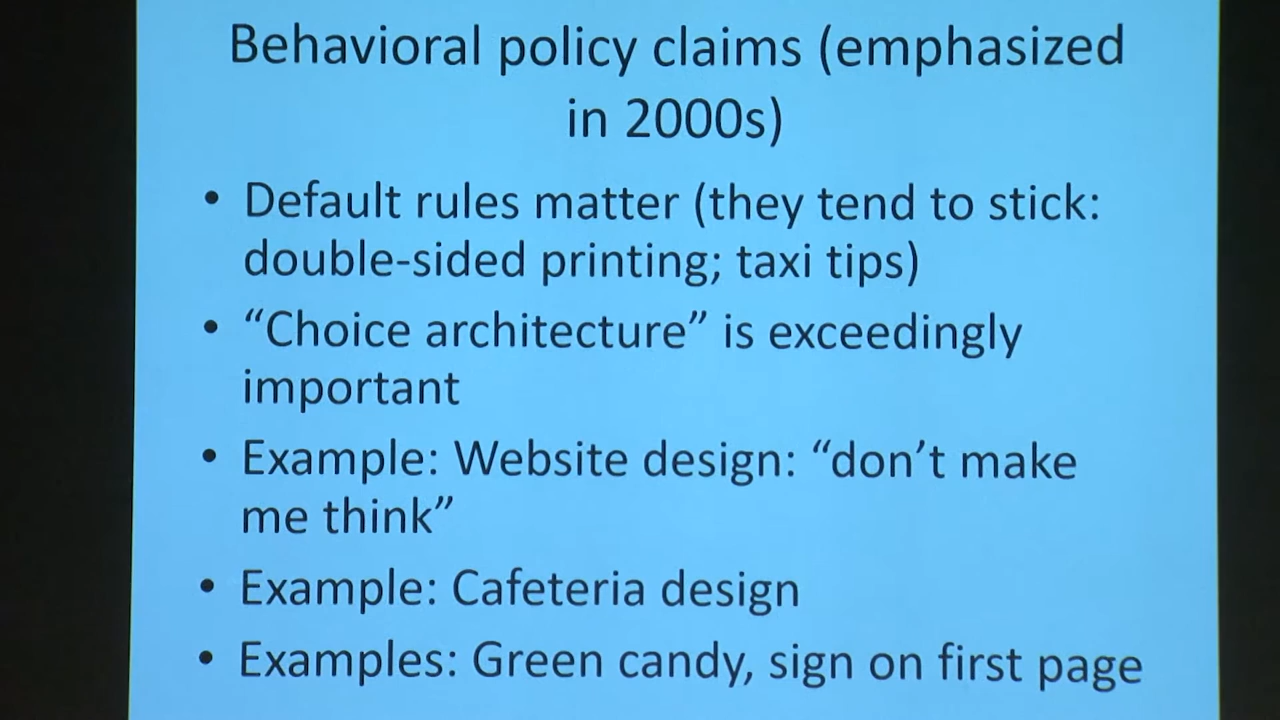 Behavioral policy claims (emphasized
in 2000s)
• Default rules matter (they tend to stick:
double-sided printing; taxi tips)
• “Choice architecture” is exceedingly
important
• Example: Website design: “don’t make
me think”
• Example: Cafeteria design
• Examples: Green candy, sign on first page